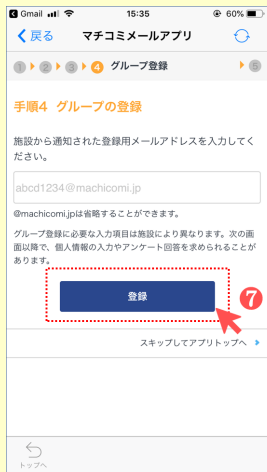 Gmail 15:35 60%
戻る マチコミメールアプリ
1 2 3 4 グループ登録 5
手順4 グループの登録
施設から通知された登録用メールアドレスを入力してく
ださい。
abcd1234@machicomi.jp
@machicomi.jpは省略することができます。
グループ登録に必要な入力項目は施設により異なります。次の画
面以降で、個人情報の入力やアンケート回答を求められることが
あります。
登録
7
スキップしてアプリトップへ
トップへ